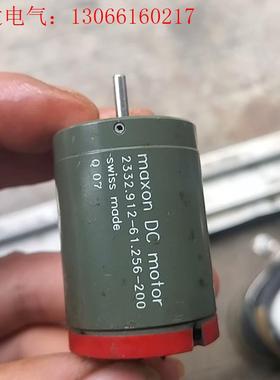 电气：13066160217
maxon DC motor
2332.912-61.256-200
swiss made
Q 07